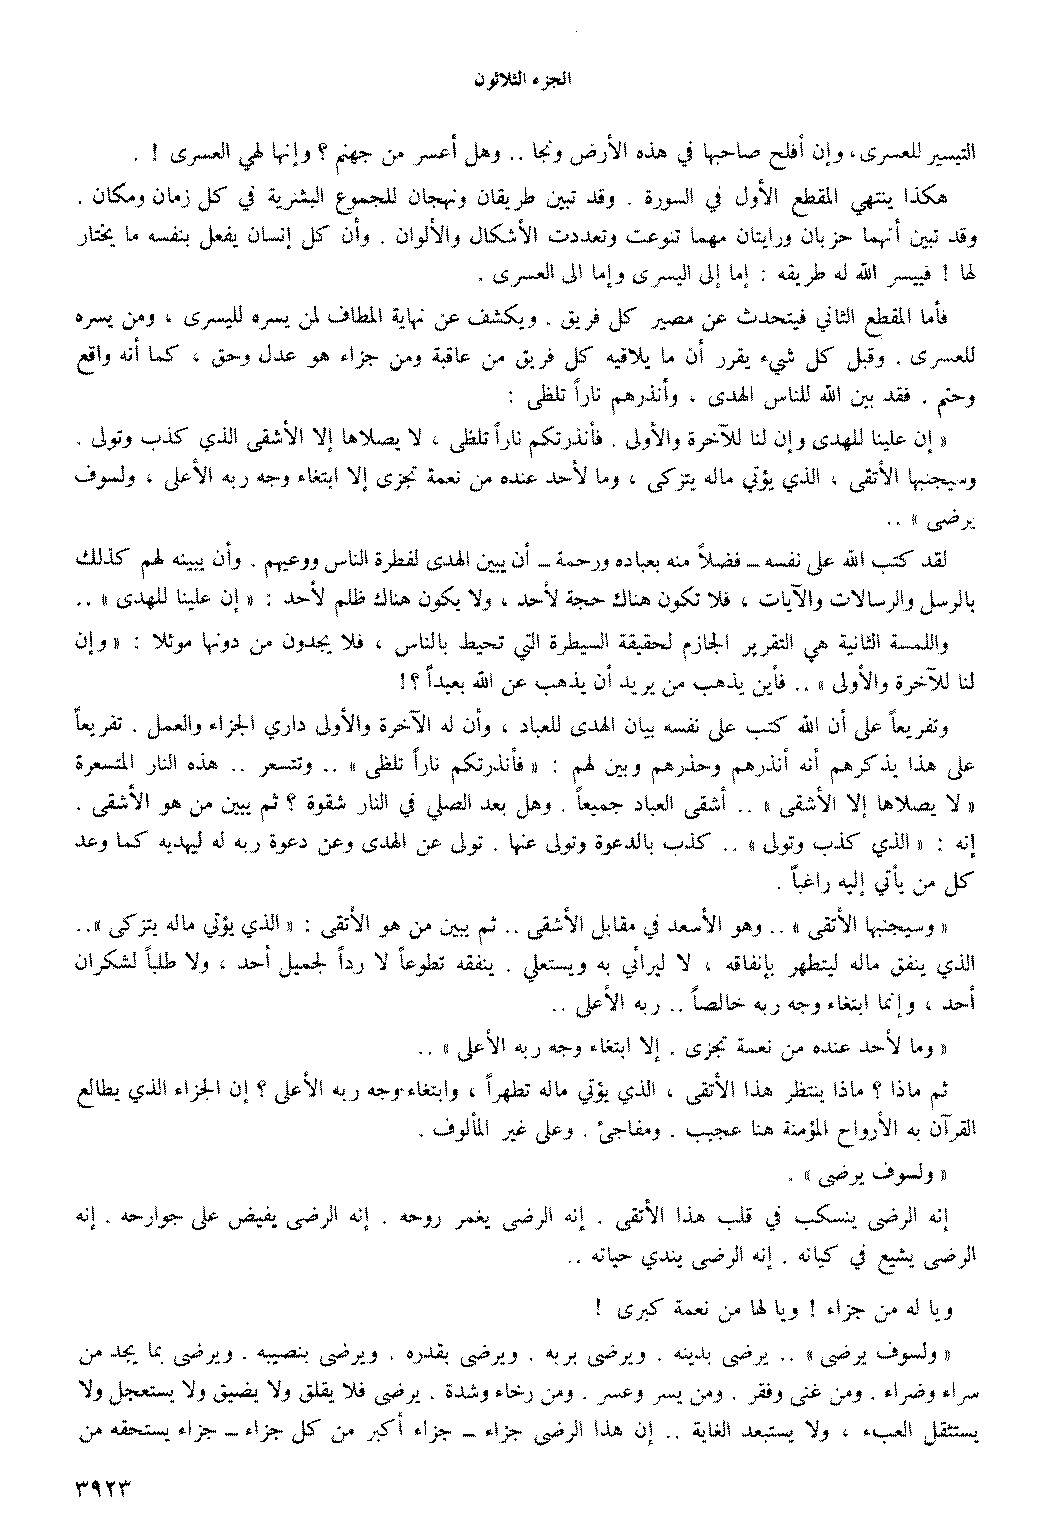 الجزء الثلاثون
التيسير للعسرى، وإن أفلح صاحبها في هذه الأرض ونجا .. وهل أعسر من جهنم ؟ وإنها لهي العسرى ! .
هكذا ينتهي المقطع الأول في السورة . وقد تبين طريقان ونهجان للجموع البشرية في كل زمان ومكان .
وقد تبين أنهما حزبان ورايتان مهما تنوعت وتعددت الأشكال والألوان . وأن كل إنسان يفعل بنفسه ما يختار
لها ! فييسر الله له طريقه : إما إلى اليسرى وإما الى العسرى .
فأما المقطع الثاني فيتحدث عن مصير كل فريق . ويكشف عن نهاية المطاف لمن يسره لليسرى ، ومن يسره
للعسرى . وقبل كل شيء يقرر أن ما يلاقيه كل فريق من عاقبة ومن جزاء هو عدل وحق ، كما أنه واقع
وحتم . فقد بين الله للناس الهدى ، وأنذرهم ناراً تلظى :
« إن علينا للهدى وإن لنا للآخرة والأولى . فأنذرتكم ناراً تلظى ، لا يصلاها إلا الأشقى الذي كذب وتولى .
وسيجنبها الأتقى ، الذي يؤتي ماله يتزكى ، وما لأحد عنده من نعمة تجزى إلا ابتغاء وجه ربه الأعلى ، ولسوف
يرضى » ..
لقد كتب الله على نفسه ـ فضلاً منه بعباده ورحمة ـ أن يبين الهدى لفطرة الناس ووعيهم . وأن يبينه لهم كذلك
بالرسل والرسالات والآيات ، فلا تكون هناك حجة لأحد ، ولا يكون هناك ظلم لأحد : « إن علينا للهدى » ..
واللمسة الثانية هي التقرير الجازم لحقيقة السيطرة التي تحيط بالناس ، فلا يجدون من دونها موئلا : « وإن
لنا للآخرة والأولى » .. فأين يذهب من يريد أن يذهب عن الله بعيداً ؟!
وتفريعاً على أن الله كتب على نفسه بيان الهدى للعباد ، وأن له الآخرة والأولى داري الجزاء والعمل . تفريعاً
على هذا يذكرهم أنه أنذرهم وحذرهم وبين لهم : « فأنذرتكم ناراً تلظى » .. وتتسعر .. هذه النار المتسعرة
« لا يصلاها إلا الأشقى » .. أشقى العباد جميعاً . وهل بعد الصلي في النار شقوة ؟ ثم يبين من هو الأشقى .
إنه : « الذي كذب وتولى » .. كذب بالدعوة وتولى عنها . تولى عن الهدى وعن دعوة ربه له ليهديه كما وعد
كل من يأتي إليه راغباً .
« وسيجنبها الأتقى » .. وهو الأسعد في مقابل الأشقى .. ثم يبين من هو الأتقى : « الذي يؤتي ماله يتزكى »..
الذي ينفق ماله ليتطهر بإنفاقه ، لا ليرائي به ويستعلي . ينفقه تطوعاً لا رداً لجميل أحد ، ولا طلباً لشكران
أحد ، وإنما ابتغاء وجه ربه خالصاً .. ربه الأعلى ..
« وما لأحد عنده من نعمة تجزى . إلا ابتغاء وجه ربه الأعلى » ..
ثم ماذا ؟ ماذا ينتظر هذا الأتقى ، الذي يؤتي ماله تطهراً ، وابتغاء وجه ربه الأعلى ؟ إن الجزاء الذي يطالع
القرآن به الأرواح المؤمنة هنا عجيب . ومفاجئ . وعلى غير المألوف .
« ولسوف يرضى » .
إنه الرضى ينسكب في قلب هذا الأتقى . إنه الرضى يغمر روحه . إنه الرضى يفيض على جوارحه . إنه
الرضى يشيع في كيانه . إنه الرضى يندي حياته ..
ويا له من جزاء ! ويا لها من نعمة كبرى !
« ولسوف يرضى » .. يرضى بدينه . ويرضى بربه . ويرضى بقدره . ويرضى بنصيبه . ويرضى بما يجد من
سراء وضراء . ومن غنى وفقر . ومن يسر وعسر . ومن رخاء وشدة . يرضى فلا يقلق ولا يضيق ولا يستعجل ولا
يستثقل العبء ، ولا يستبعد الغاية .. إن هذا الرضى جزاء ـ جزاء أكبر من كل جزاء ـ جزاء يستحقه من
٣٩٢٣